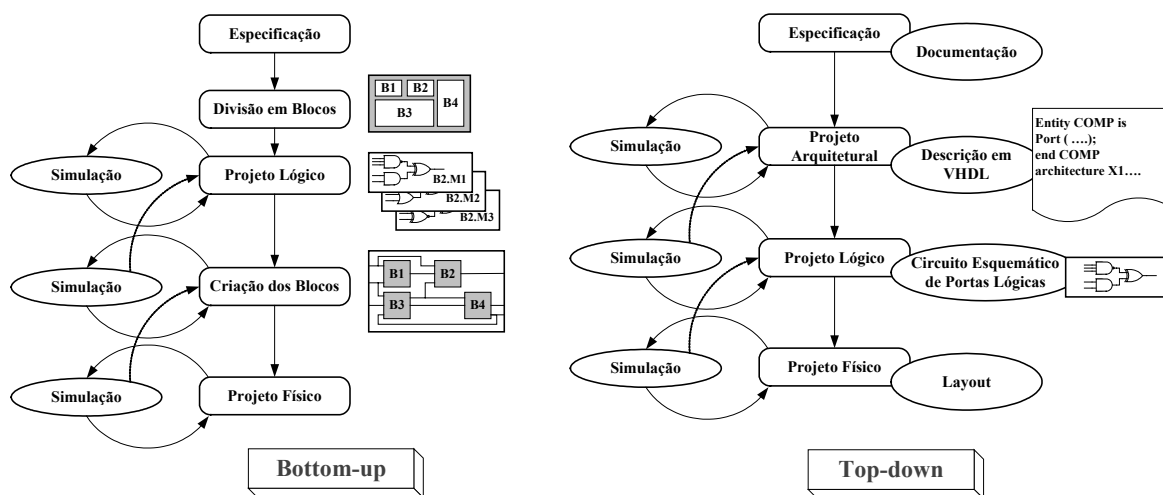 Especificação
Divisão em Blocos
B1
B2
B3
B4
Simulação
Projeto Lógico
B2.M1
B2.M2
B2.M3
Simulação
Criação dos Blocos
B1
B2
B3
B4
Simulação
Projeto Físico
Bottom-up
Especificação
Documentação
Simulação
Projeto
Arquitetural
Descrição em
VHDL
Entity COMP is
Port ( ….);
end COMP
architecture X1….
Simulação
Projeto Lógico
Circuito Esquemático
de Portas Lógicas
Simulação
Projeto Físico
Layout
Top-down